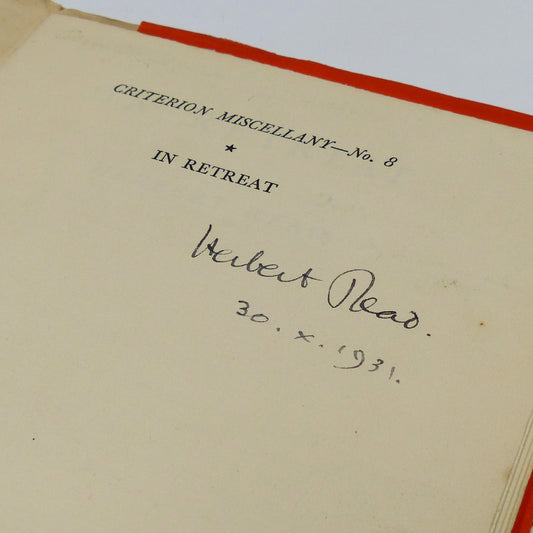 CRITERION MISCELLANY—No. 8
★
IN RETREAT
Herbert Read.
30. x. 1931.